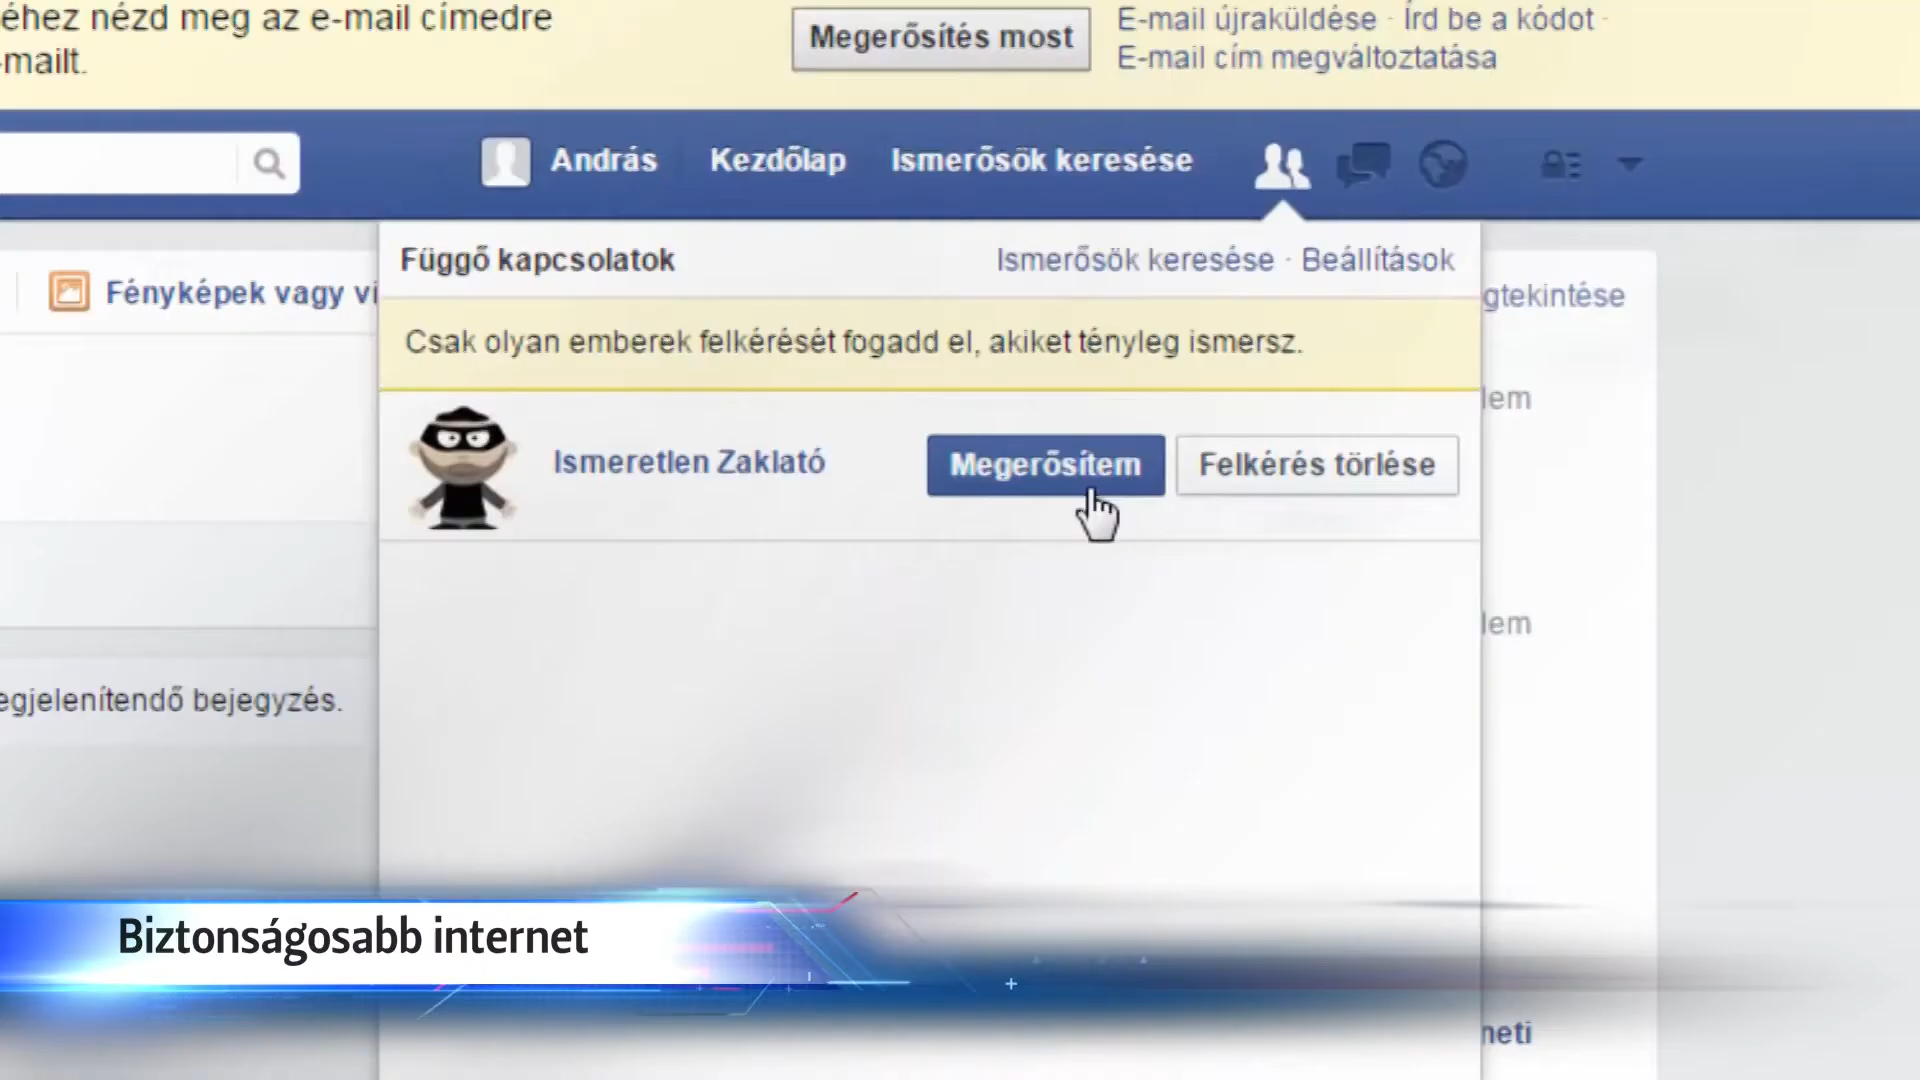 éhez nézd meg az e-mail címedre
-mailt.
Megerősítés most
E-mail újraküldése · Írd be a kódot ·
E-mail cím megváltoztatása
András
Kezdőlap
Ismerősök keresése
Függő kapcsolatok
Ismerősök keresése · Beállítások
Fényképek vagy vi
gtekintése
Csak olyan emberek felkérését fogadd el, akiket tényleg ismersz.
lem
Ismeretlen Zaklató
Megerősítem
Felkérés törlése
lem
egjelenítendő bejegyzés.
Biztonságosabb internet
neti